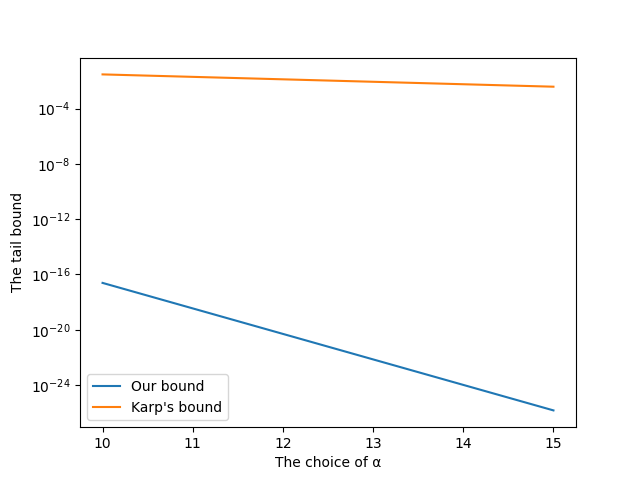 The tail bound
10⁻⁴
10⁻⁸
10⁻¹²
10⁻¹⁶
10⁻²⁰
10⁻²⁴
Our bound
Karp's bound
10 11 12 13 14 15
The choice of α